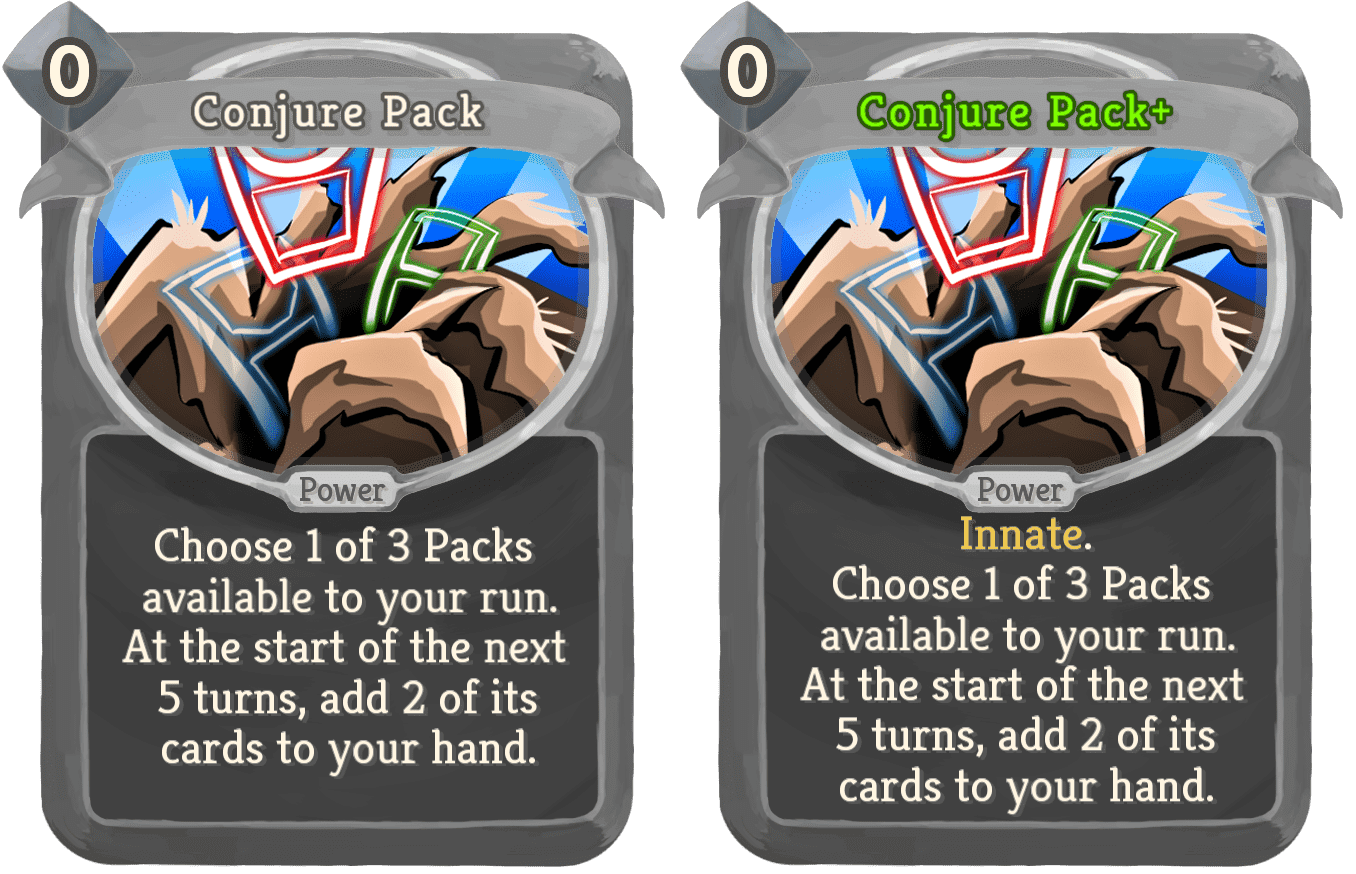 0
Conjure Pack
Power
Choose 1 of 3 Packs
available to your run.
At the start of the next
5 turns, add 2 of its
cards to your hand.
0
Conjure Pack+
Power
Innate.
Choose 1 of 3 Packs
available to your run.
At the start of the next
5 turns, add 2 of its
cards to your hand.